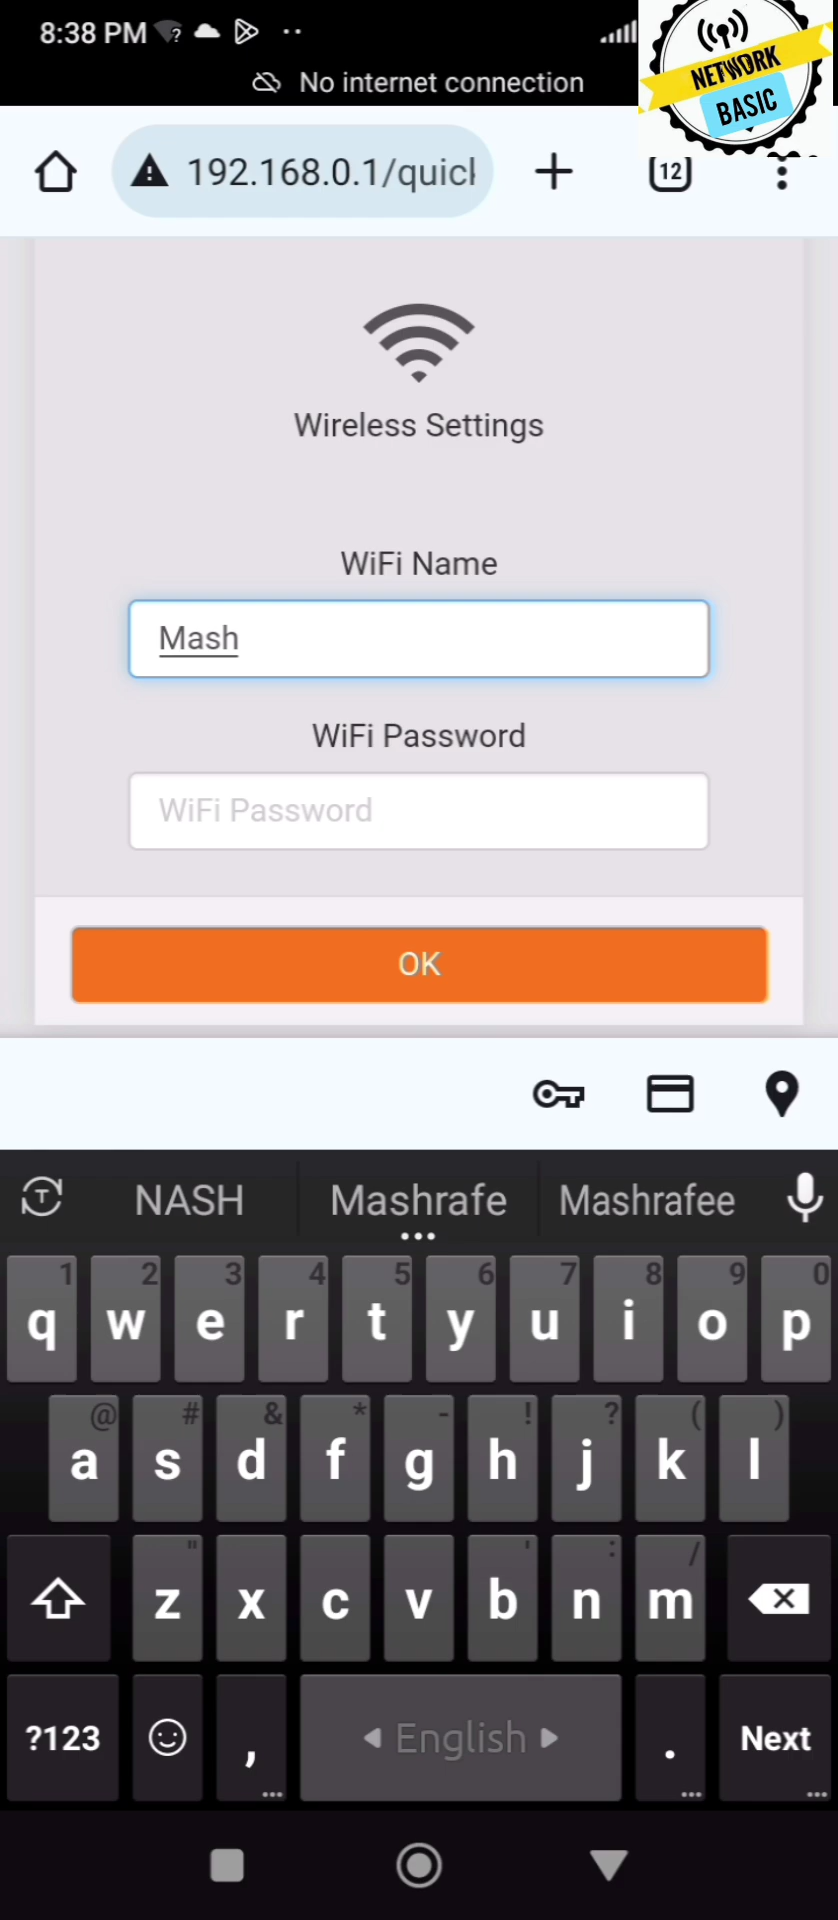 8:38 PM
No internet connection
NETWORK
BASIC
192.168.0.1/quick
12
Wireless Settings
WiFi Name
Mash
WiFi Password
WiFi Password
OK
T NASH Mashrafe Mashrafee
1 2 3 4 5 6 7 8 9 0
q w e r t y u i o p
@ # & * - ! ? ( )
a s d f g h j k l
" ' : /
z x c v b n m
?123 , English . Next